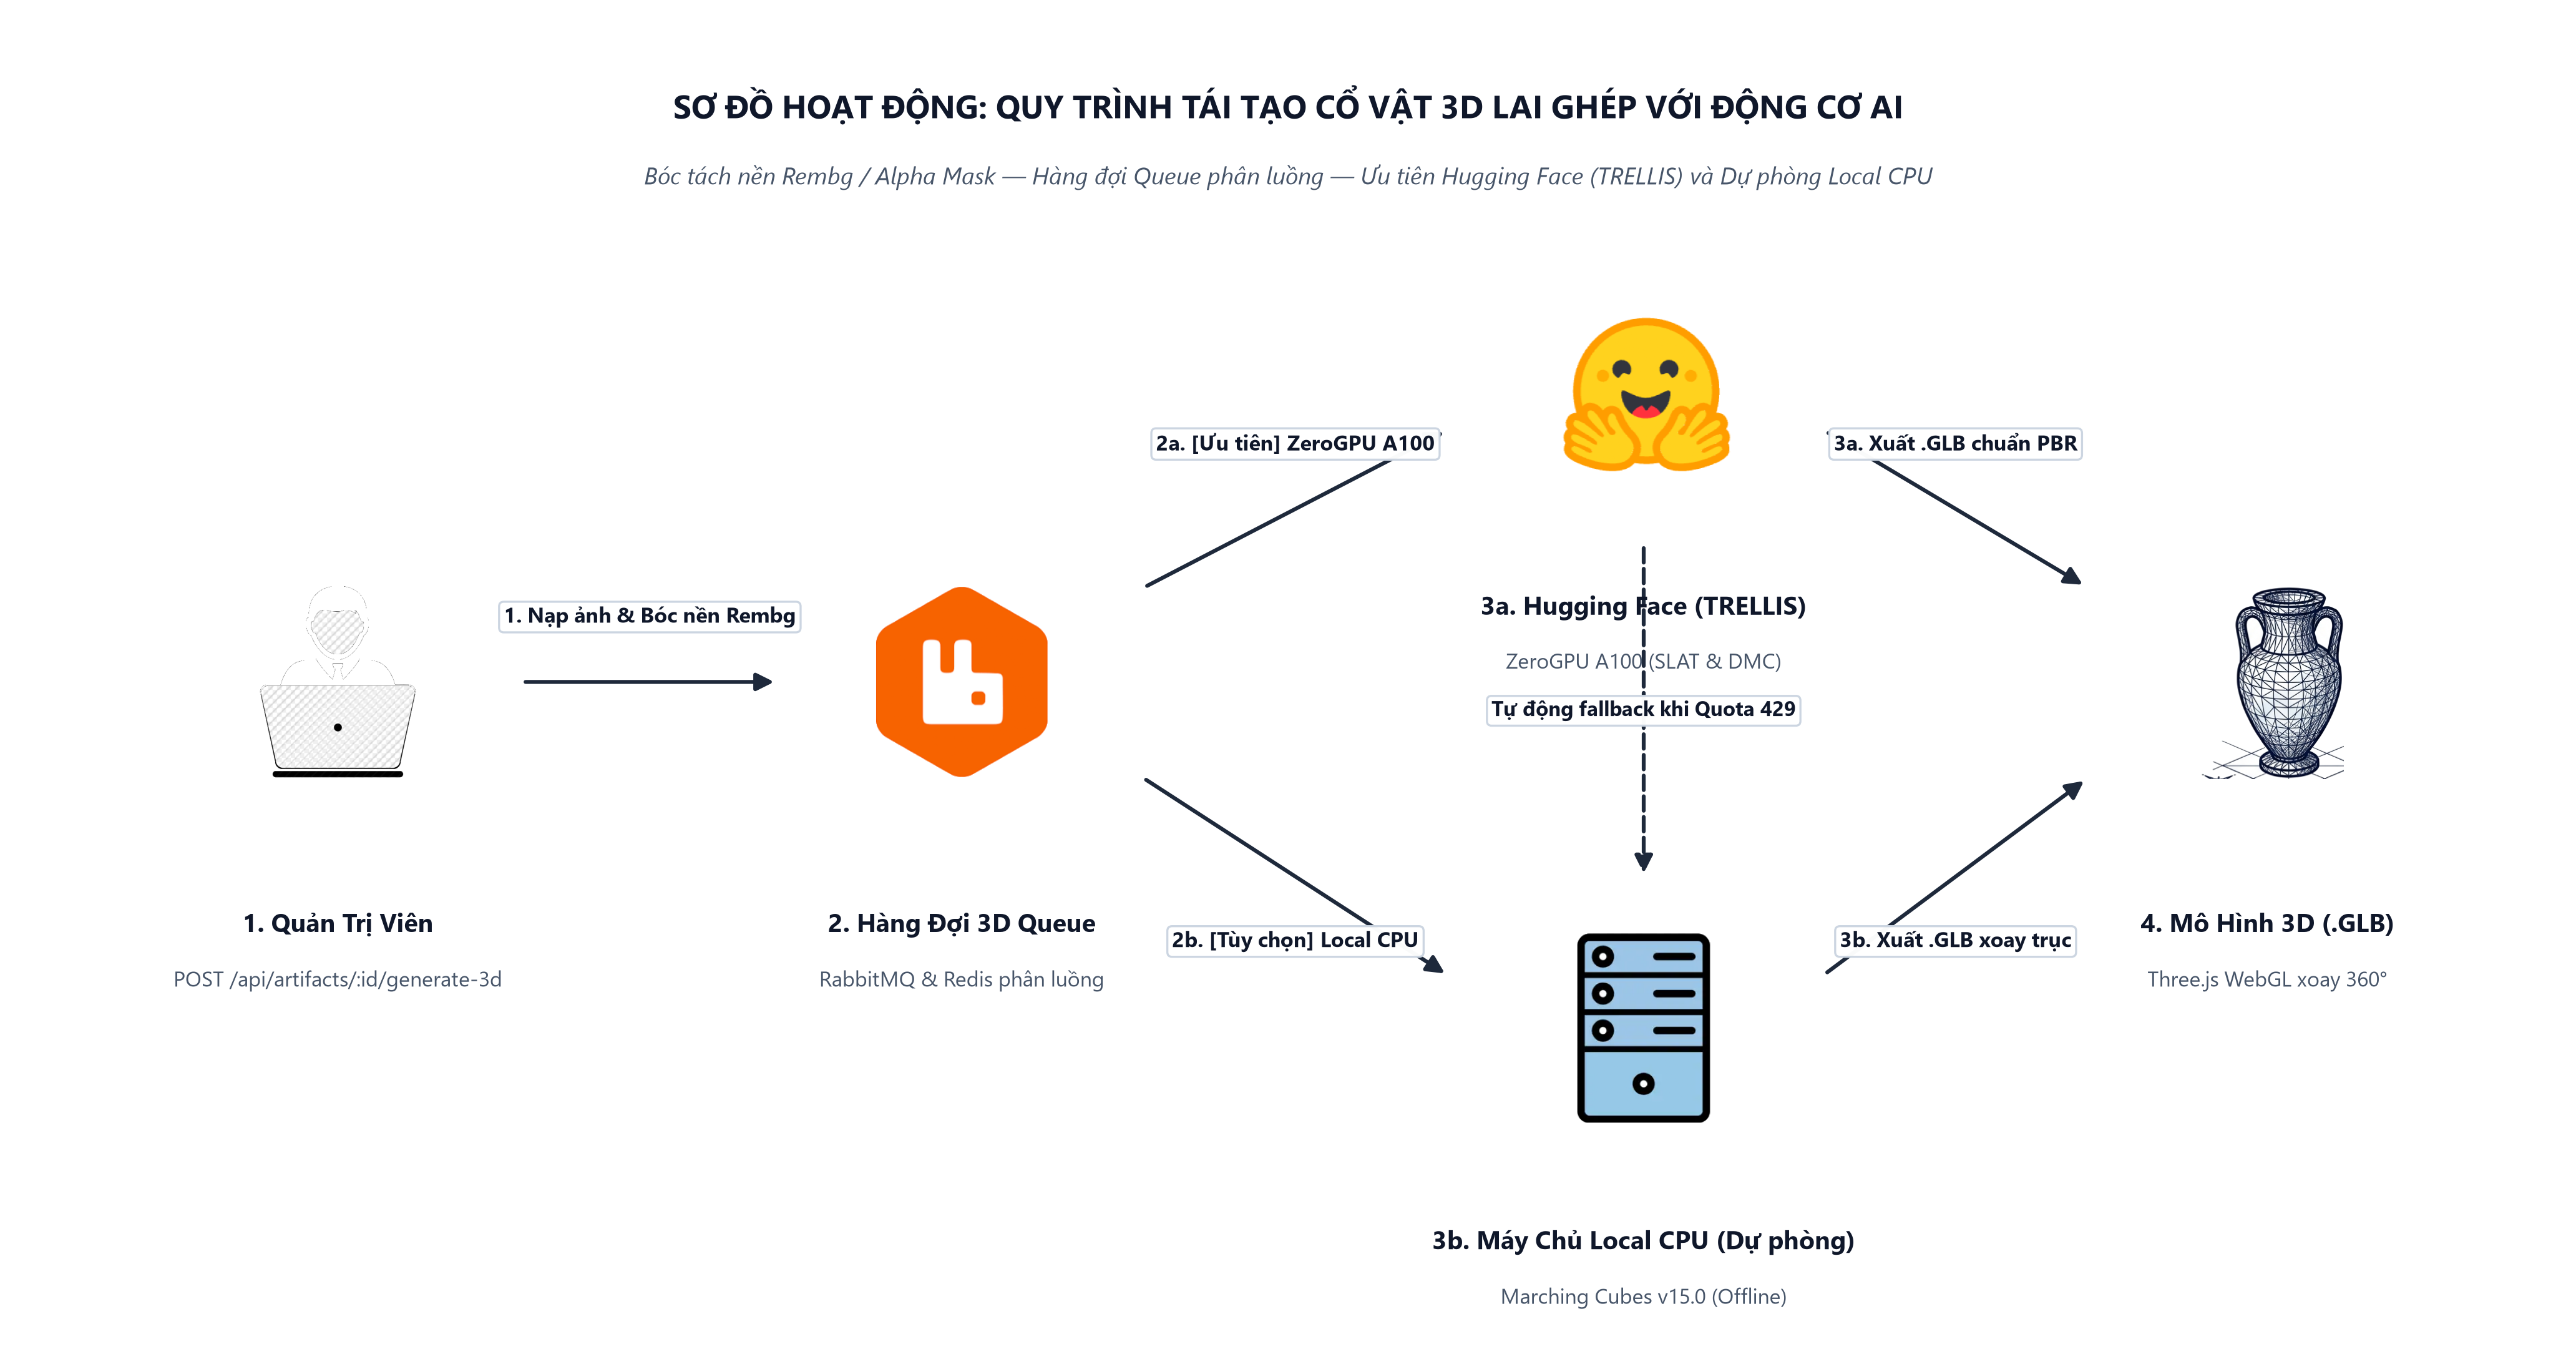 SƠ ĐỒ HOẠT ĐỘNG: QUY TRÌNH TÁI TẠO CỔ VẬT 3D LAI GHÉP VỚI ĐỘNG CƠ AI
Bóc tách nền Rembg / Alpha Mask — Hàng đợi Queue phân luồng — Ưu tiên Hugging Face (TRELLIS) và Dự phòng Local CPU
1. Nạp ảnh & Bóc nền Rembg
1. Quản Trị Viên
POST /api/artifacts/:id/generate-3d
2. Hàng Đợi 3D Queue
RabbitMQ & Redis phân luồng
2a. [Ưu tiên] ZeroGPU A100
2b. [Tùy chọn] Local CPU
3a. Hugging Face (TRELLIS)
ZeroGPU A100 (SLAT & DMC)
Tự động fallback khi Quota 429
3b. Máy Chủ Local CPU (Dự phòng)
Marching Cubes v15.0 (Offline)
3a. Xuất .GLB chuẩn PBR
3b. Xuất .GLB xoay trục
4. Mô Hình 3D (.GLB)
Three.js WebGL xoay 360°